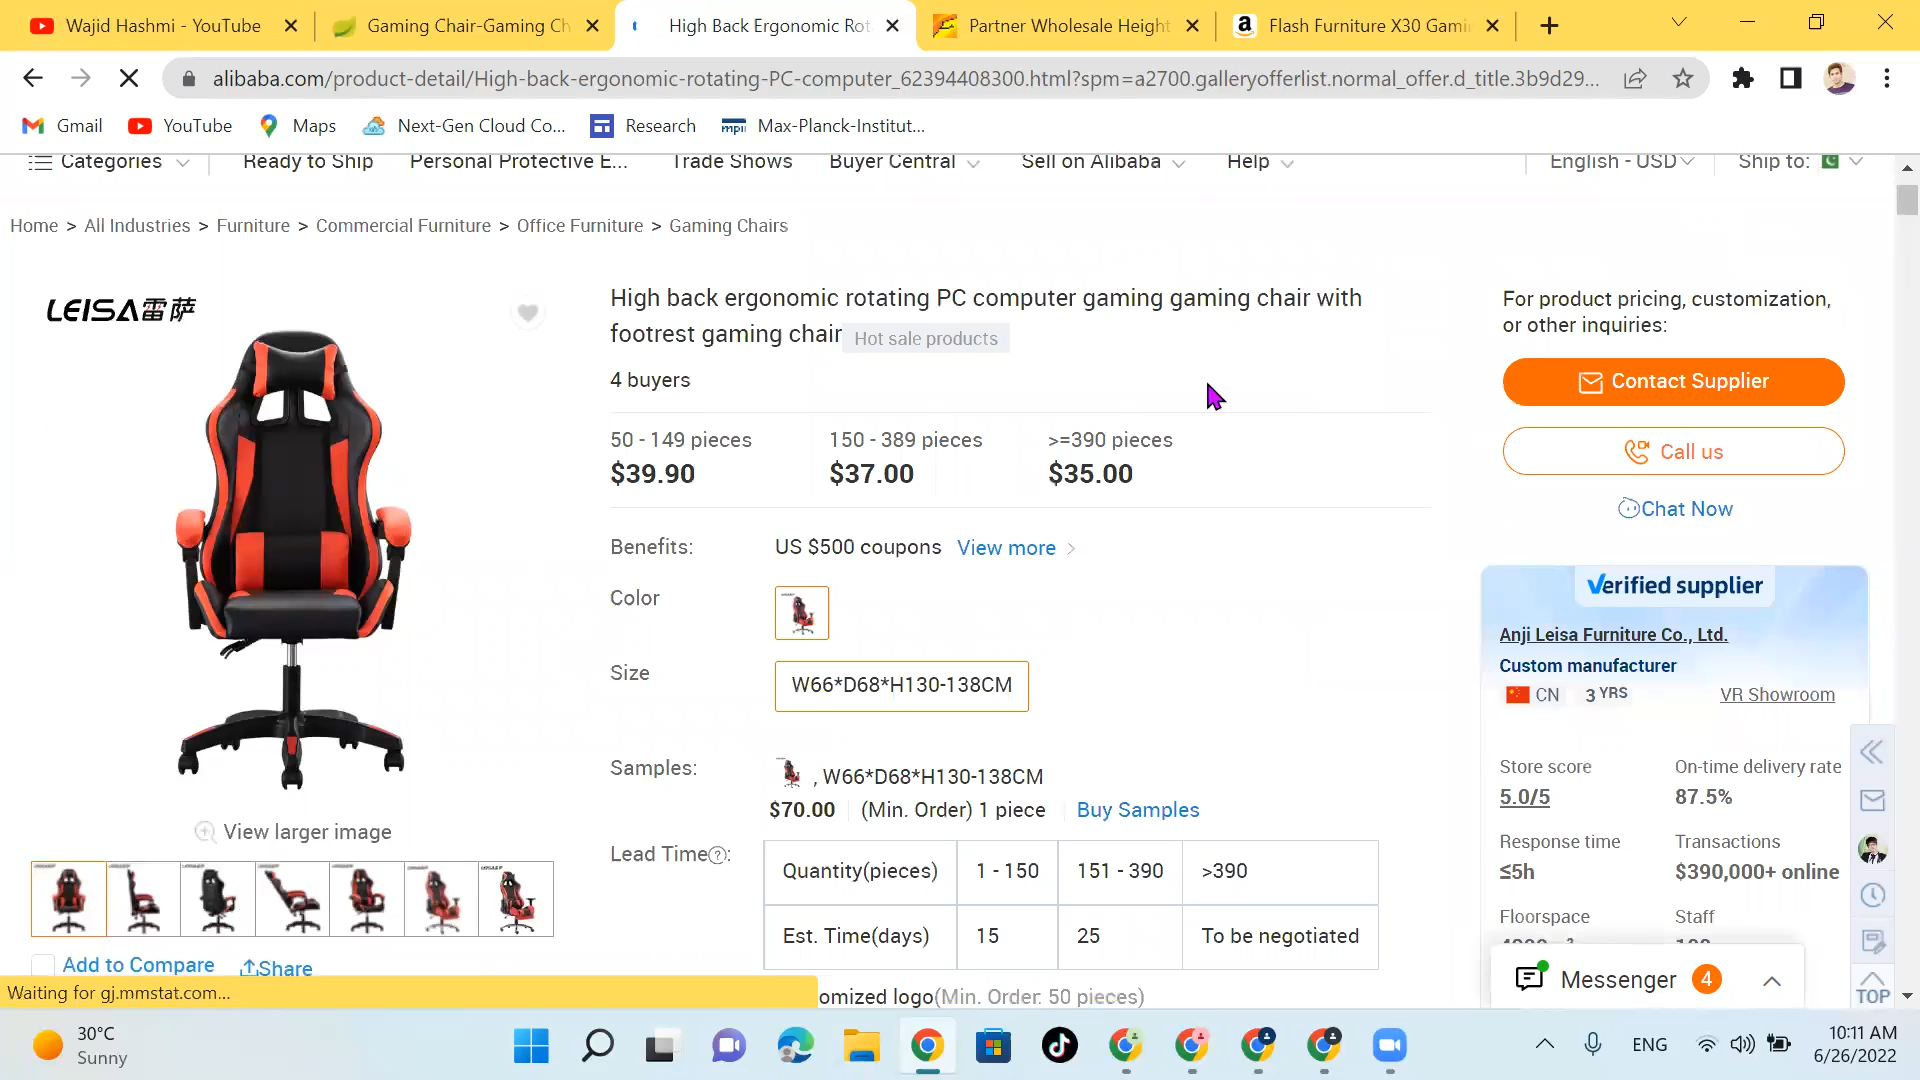 Wajid Hashmi - YouTube
Gaming Chair-Gaming Ch
High Back Ergonomic Rot
Partner Wholesale Height
Flash Furniture X30 Gami
alibaba.com/product-detail/High-back-ergonomic-rotating-PC-computer_62394408300.html?spm=a2700.galleryofferlist.normal_offer.d_title.3b9d29...
Gmail YouTube Maps Next-Gen Cloud Co... Research Max-Planck-Institut...
Categories Ready to Ship Personal Protective E... Trade Shows Buyer Central Sell on Alibaba Help English - USD Ship to:
Home > All Industries > Furniture > Commercial Furniture > Office Furniture > Gaming Chairs
LEISA雷萨
View larger image
Add to Compare Share
High back ergonomic rotating PC computer gaming gaming chair with
footrest gaming chair Hot sale products
4 buyers
50 - 149 pieces 150 - 389 pieces >=390 pieces
$39.90 $37.00 $35.00
Benefits: US $500 coupons View more >
Color
Size W66*D68*H130-138CM
Samples: , W66*D68*H130-138CM
$70.00 (Min. Order) 1 piece Buy Samples
Lead Time?:
Quantity(pieces) 1 - 150 151 - 390 >390
Est. Time(days) 15 25 To be negotiated
omized logo(Min. Order: 50 pieces)
For product pricing, customization,
or other inquiries:
Contact Supplier
Call us
Chat Now
Verified supplier
Anji Leisa Furniture Co., Ltd.
Custom manufacturer
CN 3 YRS VR Showroom
Store score On-time delivery rate
5.0/5 87.5%
Response time Transactions
≤5h $390,000+ online
Floorspace Staff
Messenger 4
TOP
Waiting for gj.mmstat.com...
30°C
Sunny
ENG
10:11 AM
6/26/2022